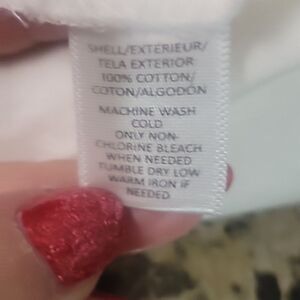 SHELL/EXTERIEUR/
TELA EXTERIOR
100% COTTON/
COTON/ALGODÓN
MACHINE WASH
COLD
ONLY NON-
CHLORINE BLEACH
WHEN NEEDED
TUMBLE DRY LOW
WARM IRON IF
NEEDED